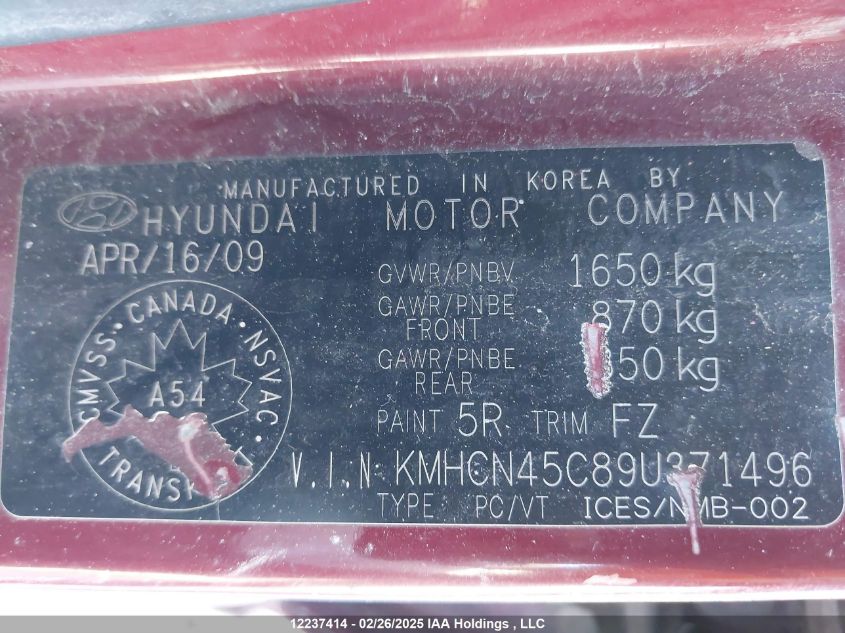 MANUFACTURED IN KOREA BY
HYUNDAI MOTOR COMPANY
APR/16/09
GVWR/PNBV 1650 kg
GAWR/PNBE FRONT 870 kg
GAWR/PNBE REAR 50 kg
PAINT 5R TRIM FZ
CMVSS · CANADA · NSVAC ·
A54
V.I.N: KMHCN45C89U371496
TYPE PC/VT ICES/NMB-002
12237414 - 02/26/2025 IAA Holdings , LLC